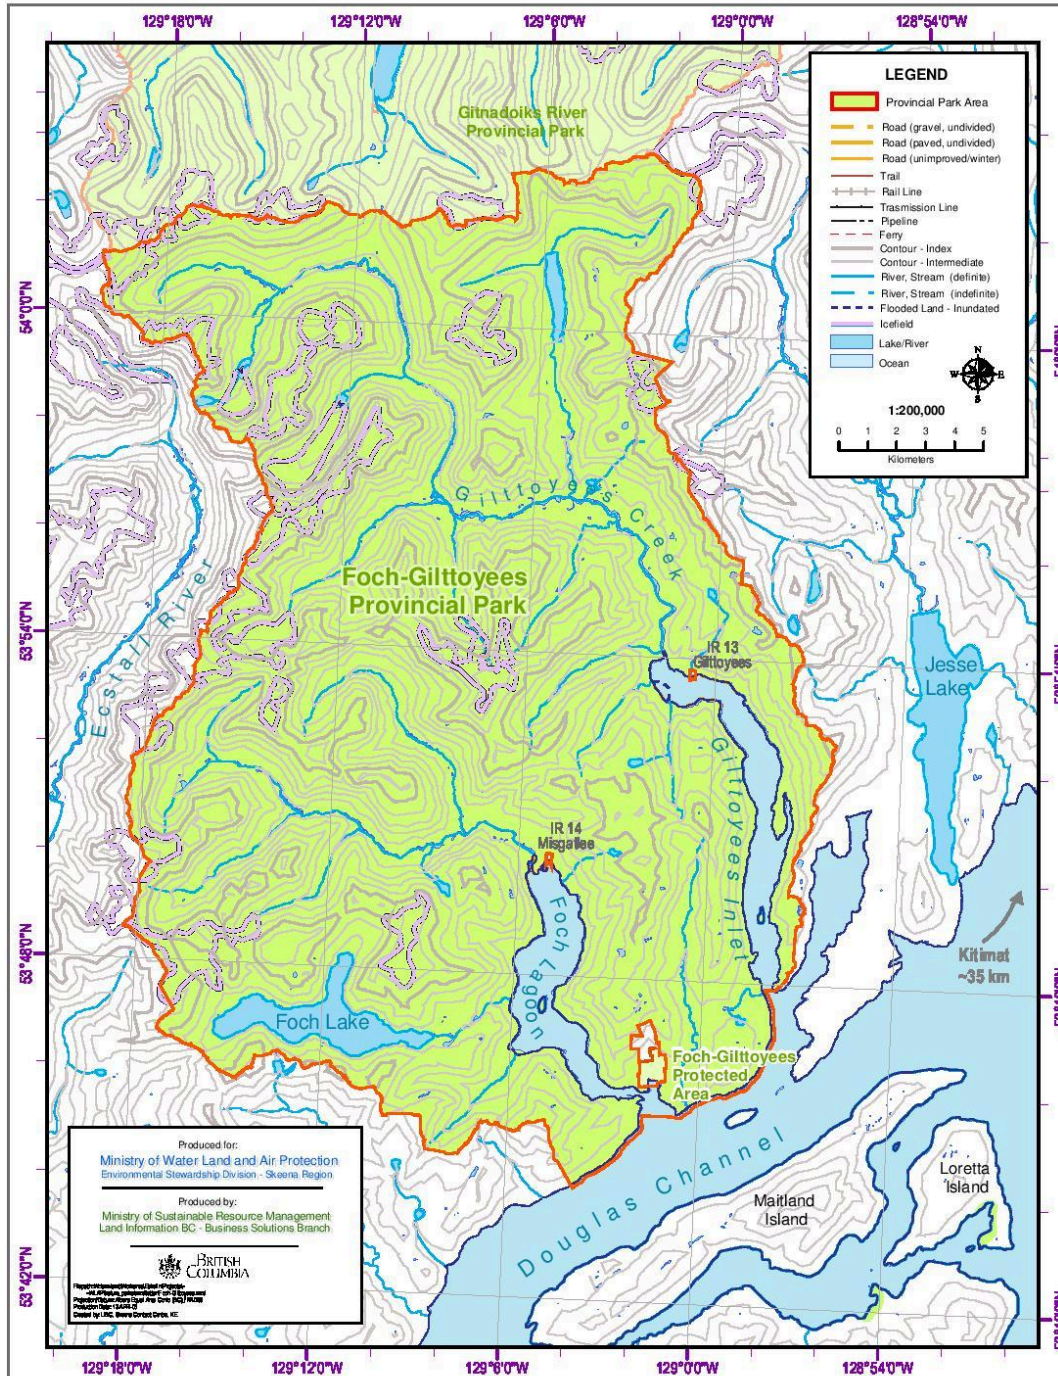 129°18'0"W
129°12'0"W
129°6'0"W
129°0'0"W
128°54'0"W
LEGEND
Provincial Park Area
Road (gravel, undivided)
Road (paved, undivided)
Road (unimproved/winter)
Trail
Rail Line
Trasmission Line
Pipeline
Ferry
Contour - Index
Contour - Intermediate
River, Stream (definite)
River, Stream (indefinite)
Flooded Land - Inundated
Icefield
Lake/River
Ocean
N
W
E
S
1:200,000
0 1 2 3 4 5
Kilometers
Gitnadoiks River
Provincial Park
54°0'0"N
Gilttoyees Creek
Foch-Gilttoyees
Provincial Park
Ecstall River
53°54'0"N
IR 13
Gilttoyees
Jesse
Lake
Gilttoyees Inlet
IR 14
Misgatlee
Foch Lagoon
53°48'0"N
Kitimat
~35 km
Foch Lake
Foch-Gilttoyees
Protected
Area
Douglas Channel
Maitland
Island
Loretta
Island
53°42'0"N
Produced for:
Ministry of Water Land and Air Protection
Environmental Stewardship Division - Skeena Region
Produced by:
Ministry of Sustainable Resource Management
Land Information BC - Business Solutions Branch
BRITISH
COLUMBIA
129°18'0"W
129°12'0"W
129°6'0"W
129°0'0"W
128°54'0"W